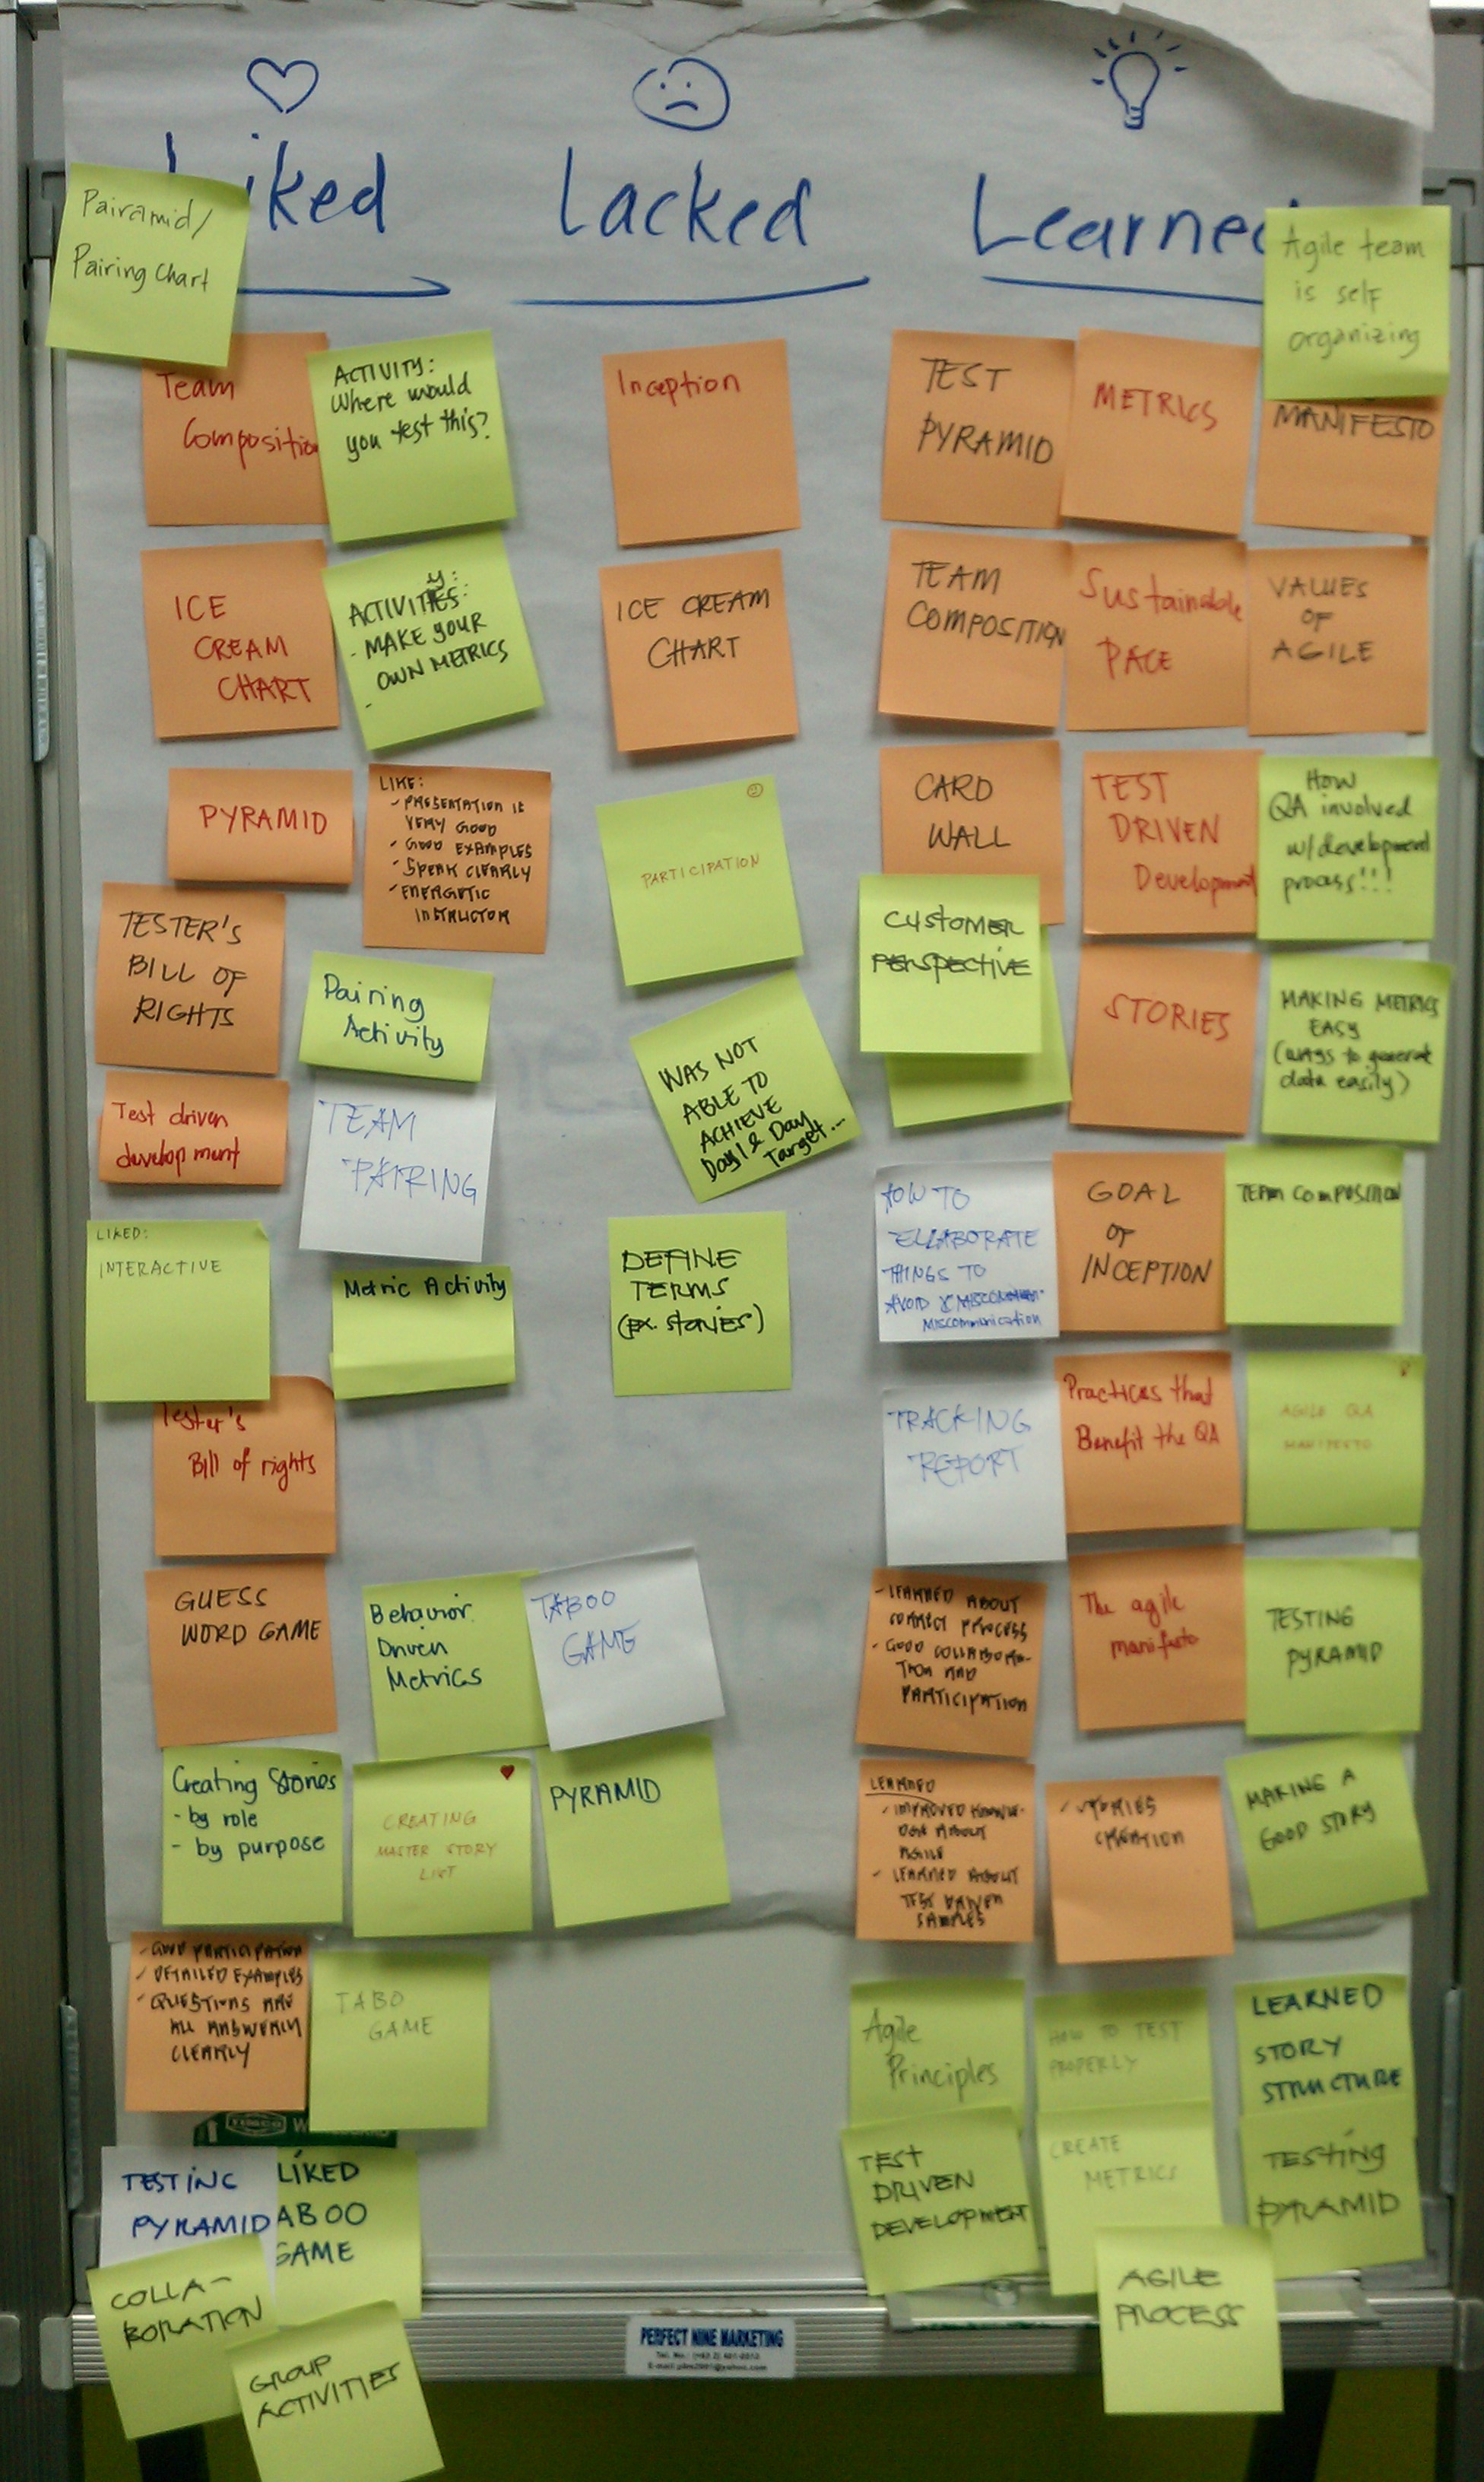 Liked
Lacked
Learned
Pairamid/
Pairing Chart
Team
Composition
ACTIVITY:
Where would
you test this?
ICE
CREAM
CHART
ACTIVITY:
- MAKE YOUR
OWN METRICS
-
PYRAMID
LIKE:
- PRESENTATION IS
VERY GOOD
- GOOD EXAMPLES
- SPEAK CLEARLY
- ENERGETIC
INSTRUCTOR
TESTER'S
BILL OF
RIGHTS
Pairing
Activity
Test driven
development
TEAM
PAIRING
LIKED:
INTERACTIVE
Metric Activity
Tester's
Bill of rights
GUESS
WORD GAME
Behavior
Driven
Metrics
TABOO
GAME
Creating Stories
- by role
- by purpose
CREATING
MASTER STORY
LIST
PYRAMID
- GOOD PARTICIPATION
- DETAILED EXAMPLES
- QUESTIONS ARE
ALL ANSWERED
CLEARLY
TABO
GAME
TESTING
PYRAMID
LIKED
ABOO
GAME
COLLA-
BORATION
GROUP
ACTIVITIES
Inception
ICE CREAM
CHART
PARTICIPATION
WAS NOT
ABLE TO
ACHIEVE
Day 1 & Day
Target...
DEFINE
TERMS
(EX. STORIES)
TEST
PYRAMID
METRICS
Agile team
is self
organizing
MANIFESTO
TEAM
COMPOSITION
Sustainable
PACE
VALUES
OF
AGILE
CARD
WALL
TEST
DRIVEN
Development
HOW
QA involved
w/development
process!!!
CUSTOMER
PERSPECTIVE
STORIES
MAKING METRICS
EASY
(ways to generate
data easily)
HOW TO
ELLABORATE
THINGS TO
AVOID
MISCOMMUNICATION
GOAL
OF
INCEPTION
TEAM COMPOSITION
TRACKING
REPORT
Practices that
Benefit the QA
AGILE QA
MANIFESTO
- LEARNED ABOUT
CORRECT PROCESS
- GOOD COLLABORA-
TION AND
PARTICIPATION
The agile
manifesto
TESTING
PYRAMID
LEARNED
- IMPROVED KNOWLE-
DGE ABOUT
AGILE
- LEARNED ABOUT
TEST DRIVEN
SAMPLES
- STORIES
CREATION
MAKING A
GOOD STORY
Agile
Principles
HOW TO TEST
PROPERLY
LEARNED
STORY
STRUCTURE
TEST
DRIVEN
DEVELOPMENT
CREATE
METRICS
TESTING
PYRAMID
AGILE
PROCESS
PERFECT NINE MARKETING